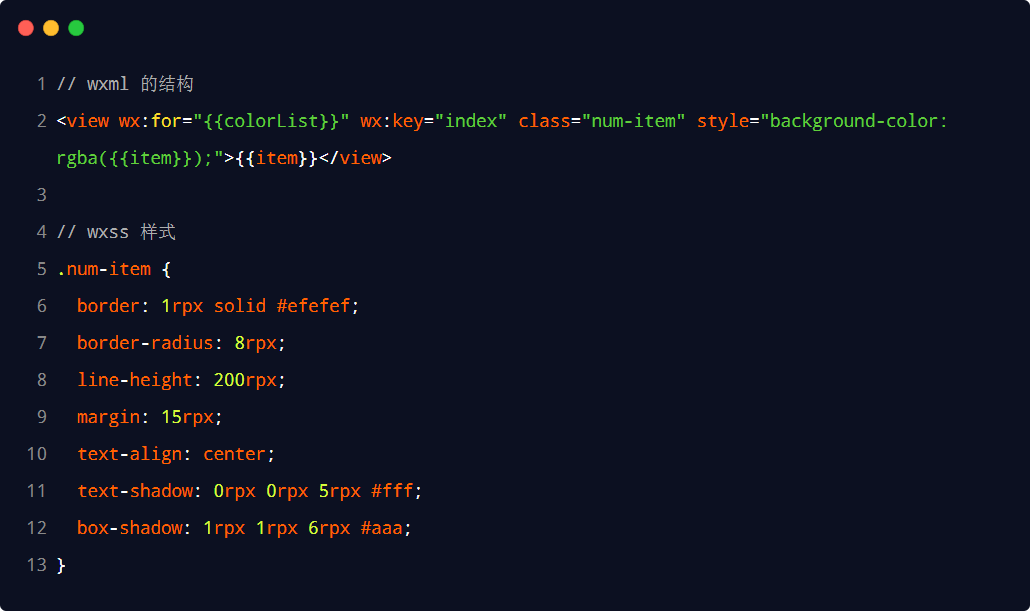 1 // wxml 的结构
2 <view wx:for="{{colorList}}" wx:key="index" class="num-item" style="background-color:
rgba({{item}});">{{item}}</view>
3
4 // wxss 样式
5 .num-item {
6   border: 1rpx solid #efefef;
7   border-radius: 8rpx;
8   line-height: 200rpx;
9   margin: 15rpx;
10   text-align: center;
11   text-shadow: 0rpx 0rpx 5rpx #fff;
12   box-shadow: 1rpx 1rpx 6rpx #aaa;
13 }